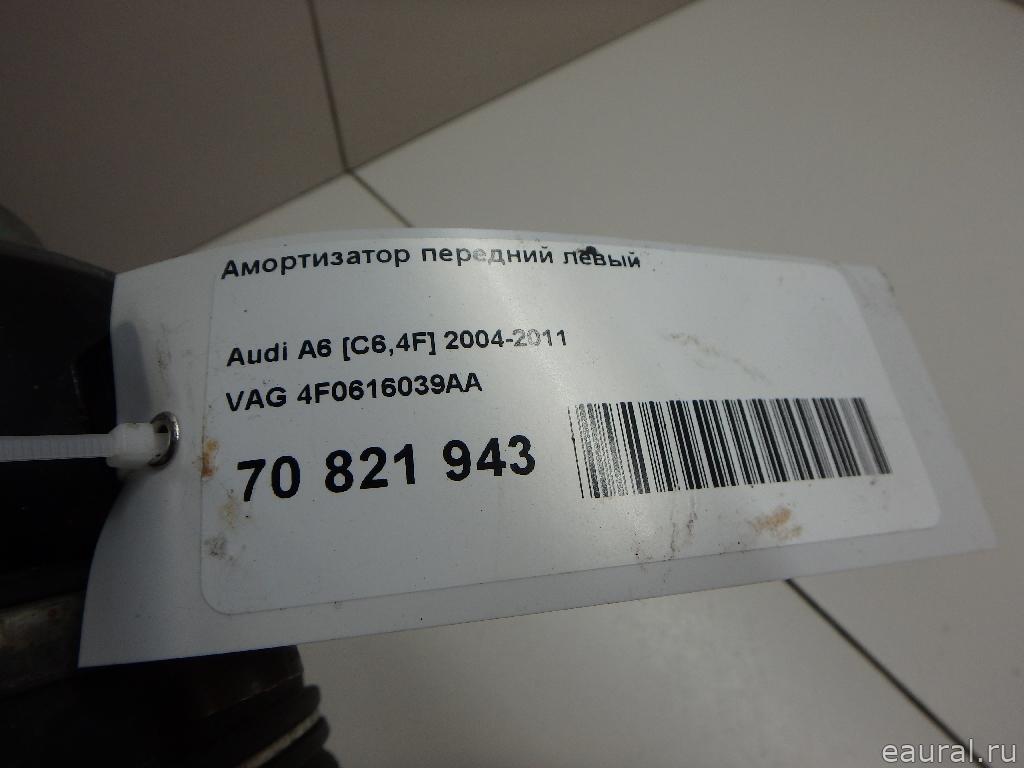 Амортизатор передний левый
Audi A6 [C6,4F] 2004-2011
VAG 4F0616039AA
70 821 943
eaural.ru